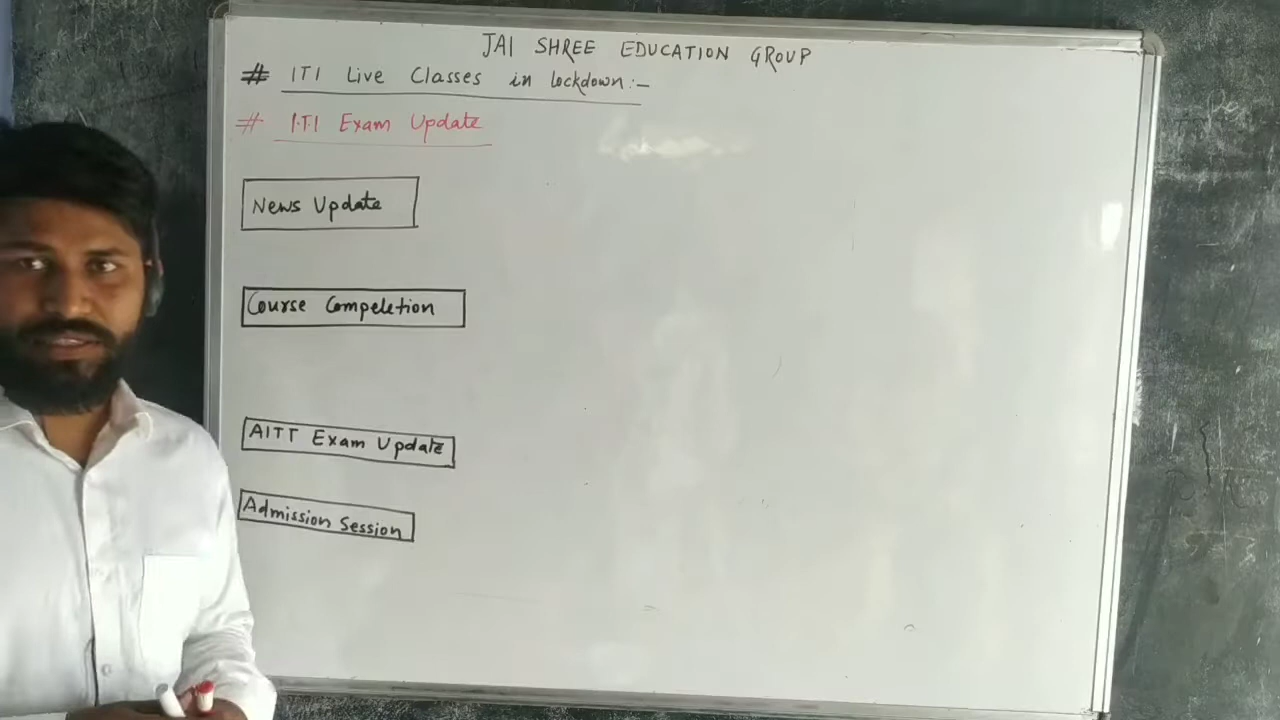 JAI SHREE EDUCATION GROUP
# ITI Live Classes in lockdown:-
# I.T.I Exam Update
News Update
Course Compeletion
AITT Exam Update
Admission Session